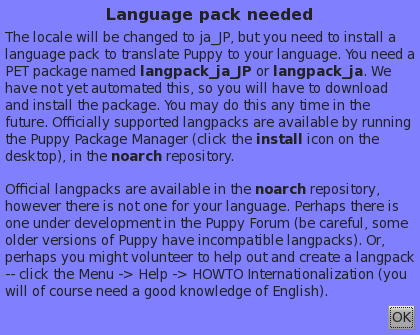 Language pack needed
The locale will be changed to ja_JP, but you need to install a
language pack to translate Puppy to your language. You need a
PET package named langpack_ja_JP or langpack_ja. We
have not yet automated this, so you will have to download
and install the package. You may do this any time in the
future. Officially supported langpacks are available by running
the Puppy Package Manager (click the install icon on the
desktop), in the noarch repository.
Official langpacks are available in the noarch repository,
however there is not one for your language. Perhaps there is
one under development in the Puppy Forum (be careful, some
older versions of Puppy have incompatible langpacks). Or,
perhaps you might volunteer to help out and create a langpack
-- click the Menu -> Help -> HOWTO Internationalization (you
will of course need a good knowledge of English).
OK